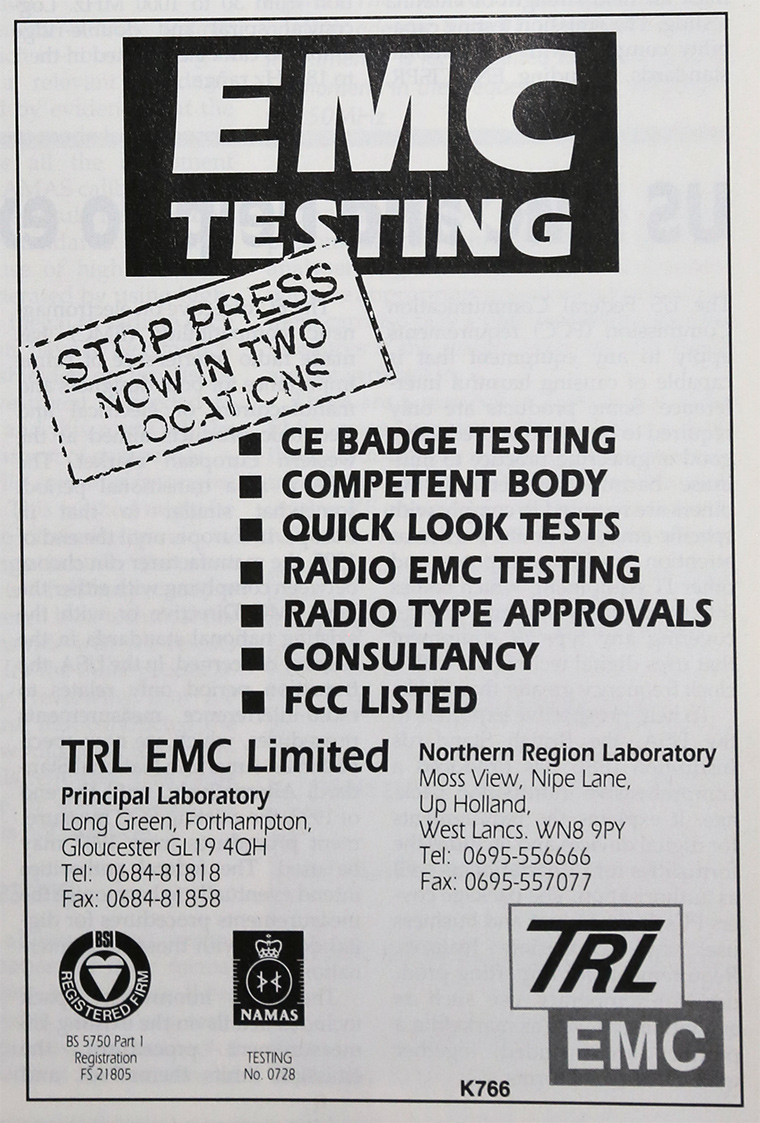 EMC
TESTING
STOP PRESS
NOW IN TWO
LOCATIONS
CE BADGE TESTING
COMPETENT BODY
QUICK LOOK TESTS
RADIO EMC TESTING
RADIO TYPE APPROVALS
CONSULTANCY
FCC LISTED
TRL EMC Limited
Principal Laboratory
Long Green, Forthampton,
Gloucester GL19 4QH
Tel: 0684-81818
Fax: 0684-81858
Northern Region Laboratory
Moss View, Nipe Lane,
Up Holland,
West Lancs. WN8 9PY
Tel: 0695-556666
Fax: 0695-557077
BSI
REGISTERED FIRM
BS 5750 Part 1
Registration
FS 21805
NAMAS
TESTING
No. 0728
TRL
EMC
K766